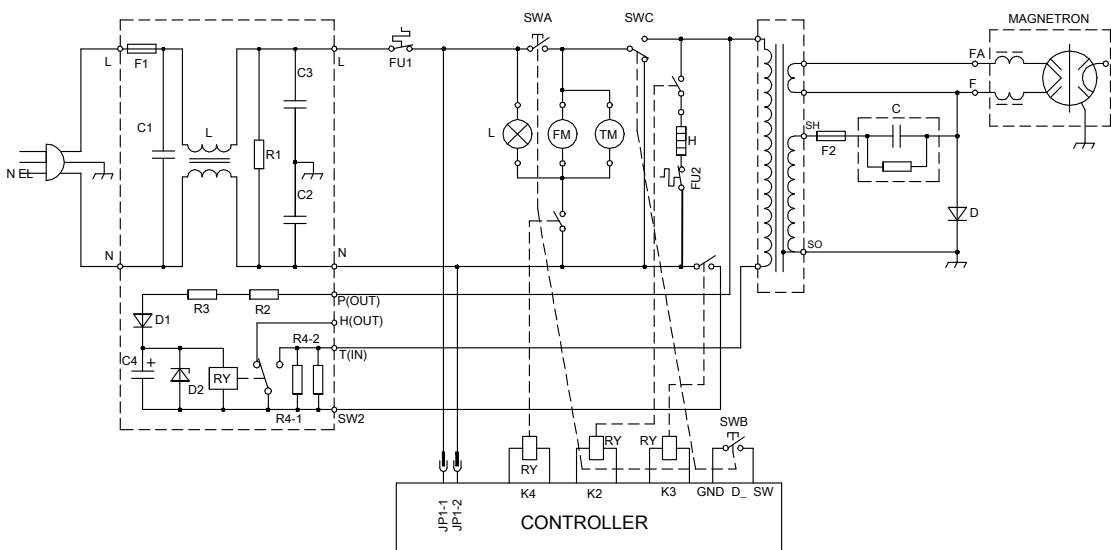 SWA
SWC
MAGNETRON
L
F1
L
FU1
FA
F
C3
C1
L
R1
L
FM
TM
H
FU2
SH
F2
C
N EL
C2
D
N
N
SO
P(OUT)
R3
R2
D1
H(OUT)
R4-2
T(IN)
C4
+
D2
RY
R4-1
SW2
SWB
RY
RY
RY
K4
K2
K3
GND
D_
SW
JP1-1
JP1-2
CONTROLLER